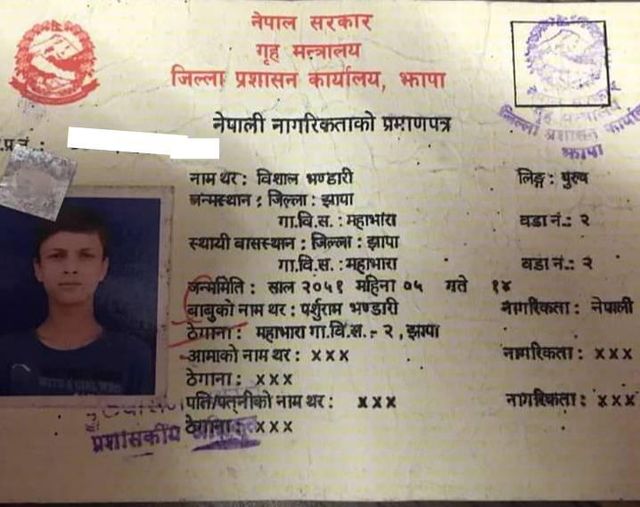 नेपाल सरकार
गृह मन्त्रालय
जिल्ला प्रशासन कार्यालय, झापा
नेपाली नागरिकताको प्रमाणपत्र
जिल्ला प्रशासन कार्यालय
झापा
नाम थर : विशाल भण्डारी लिङ्ग : पुरुष
जन्मस्थान : जिल्ला : झापा
गा.वि.स. : महाभारा वडा नं.: २
स्थायी बासस्थान : जिल्ला : झापा
गा.वि.स. : महाभारा वडा नं.: २
जन्ममिति : साल २०५१ महिना ०५ गते १४
बाबुको नाम थर : पर्शुराम भण्डारी नागरिकता : नेपाली
ठेगाना : महाभारा गा.वि.स.- २, झापा
आमाको नाम थर : xxx नागरिकता : xxx
ठेगाना : xxx
पति/पत्नीको नाम थर : xxx नागरिकता : xxx
ठेगाना : xxx
प्रशासकीय